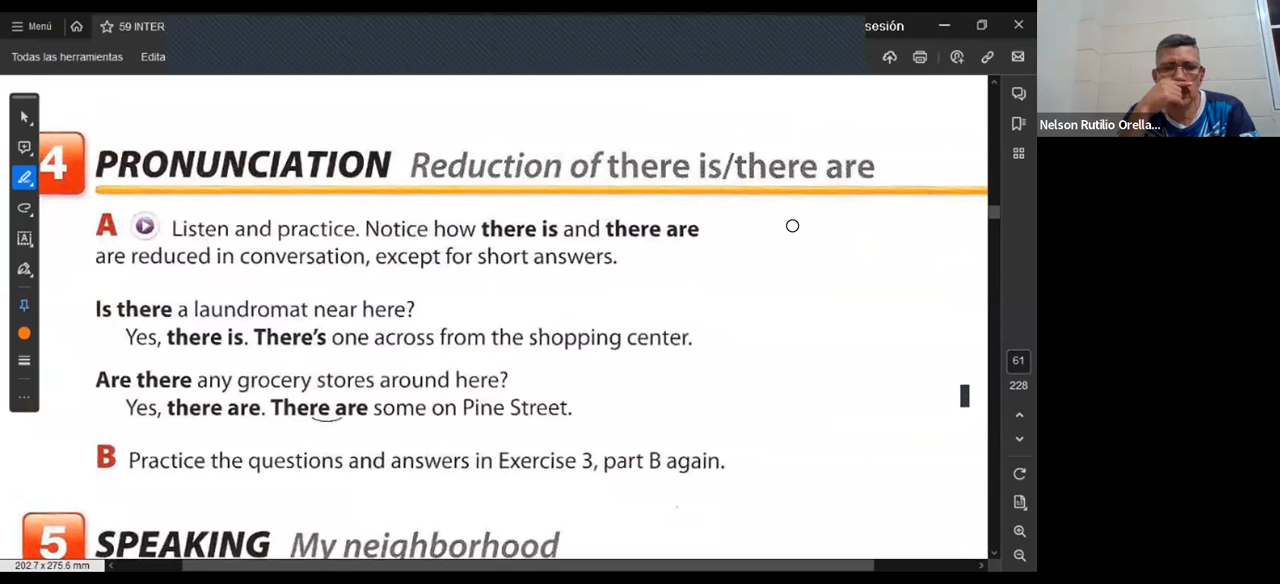 Menú
59 INTER
sesión
Todas las herramientas
Edita
4 PRONUNCIATION Reduction of there is/there are
A Listen and practice. Notice how there is and there are
are reduced in conversation, except for short answers.
Is there a laundromat near here?
Yes, there is. There's one across from the shopping center.
Are there any grocery stores around here?
Yes, there are. There are some on Pine Street.
B Practice the questions and answers in Exercise 3, part B again.
5 SPEAKING My neighborhood
202.7 x 275.6 mm
61
228
Nelson Rutilio Orella...